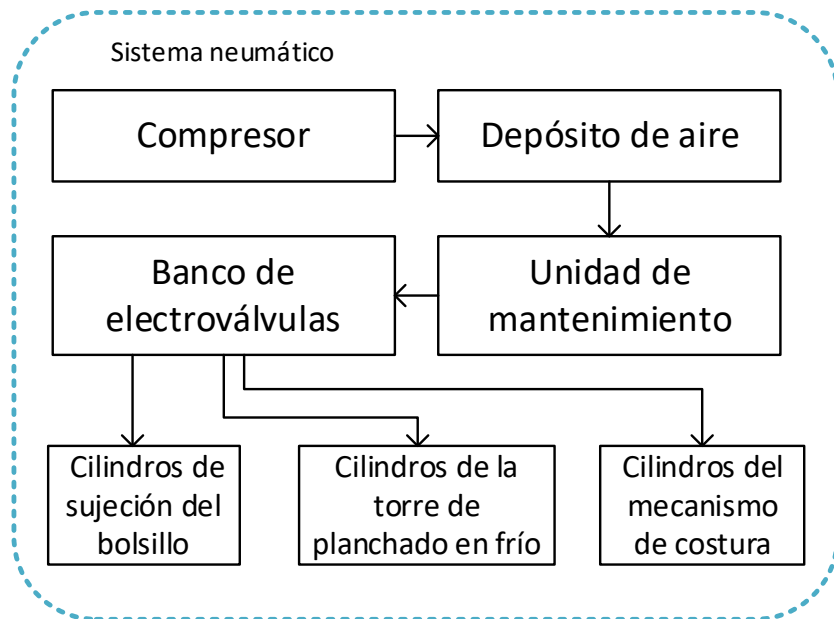 Sistema neumático
Compresor
Depósito de aire
Banco de
electroválvulas
Unidad de
mantenimiento
Cilindros de
sujeción del
bolsillo
Cilindros de la
torre de
planchado en frío
Cilindros del
mecanismo
de costura